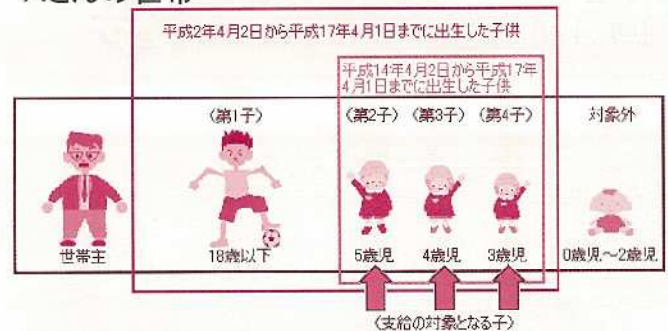 平成2年4月2日から平成17年4月1日までに出生した子供
平成14年4月2日から平成17年
4月1日までに出生した子供
(第1子)
(第2子) (第3子) (第4子)
対象外
世帯主
18歳以下
5歳児
4歳児
3歳児
0歳児〜2歳児
(支給の対象となる子)